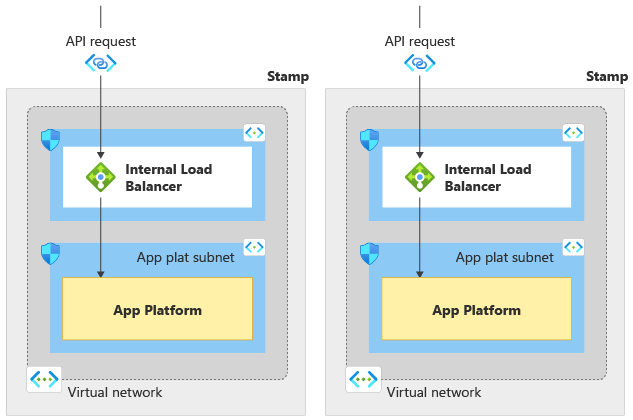 API request
API request
Stamp
Stamp
Internal Load
Balancer
Internal Load
Balancer
App plat subnet
App plat subnet
App Platform
App Platform
Virtual network
Virtual network